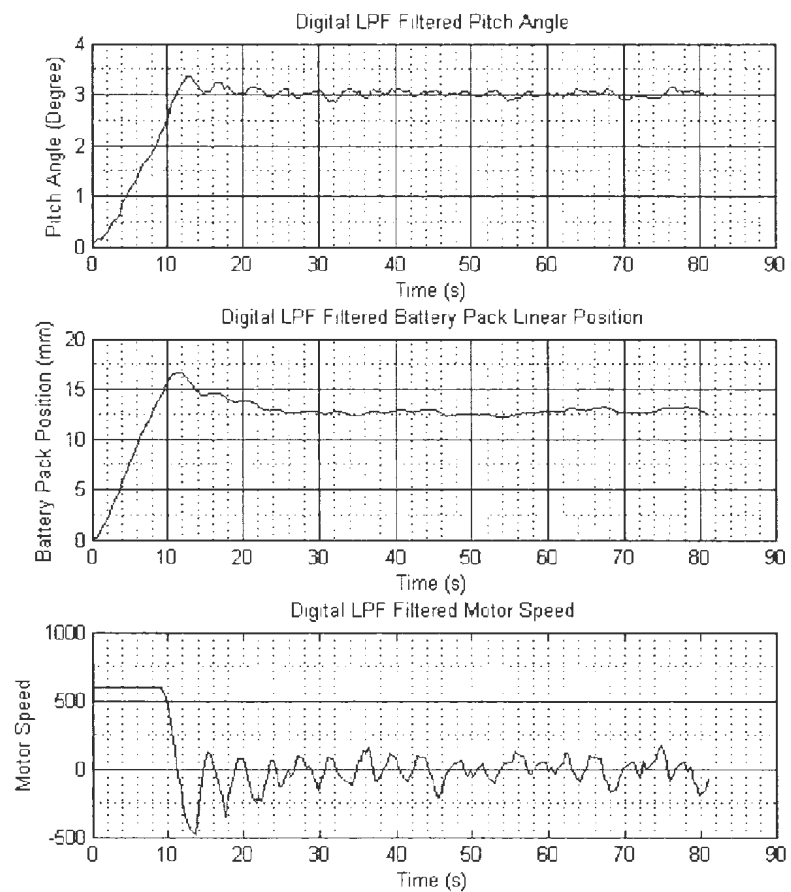 Digital LPF Filtered Pitch Angle
Pitch Angle (Degree)
4
3
2
1
0
0 10 20 30 40 50 60 70 80 90
Time (s)
Digital LPF Filtered Battery Pack Linear Position
Battery Pack Position (mm)
20
15
10
5
0
0 10 20 30 40 50 60 70 80 90
Time (s)
Digital LPF Filtered Motor Speed
Motor Speed
1000
500
0
-500
0 10 20 30 40 50 60 70 80 90
Time (s)